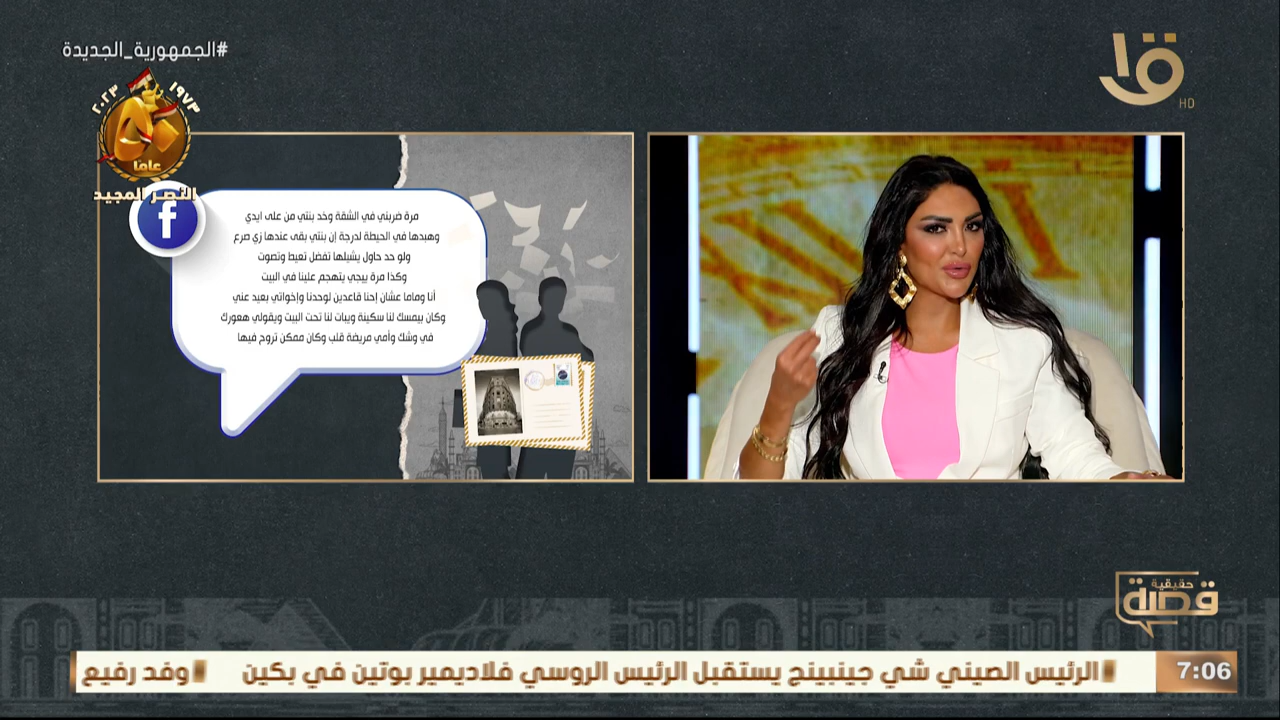 #الجمهورية_الجديدة
١٩٧٣
٢٠٢٣
٥٠
عاما
النصر المجيد
HD
f
مرة ضربني في الشقة وخد بنتي من على ايدي
وهبدها في الحيطة لدرجة إن بنتي بقى عندها زي صرع
ولو حد حاول يشيلها تفضل تعيط وتصوت
وكذا مرة ييجي يتهجم علينا في البيت
أنا وماما عشان إحنا قاعدين لوحدنا وإخواتي بعيد عني
وكان بيمسك لنا سكينة ويبات لنا تحت البيت ويقولي هعورك
في وشك وأمي مريضة قلب وكان ممكن تروح فيها
قصة
حقيقية
الرئيس الصيني شي جينبينج يستقبل الرئيس الروسي فلاديمير بوتين في بكين
وفد رفيع
7:06